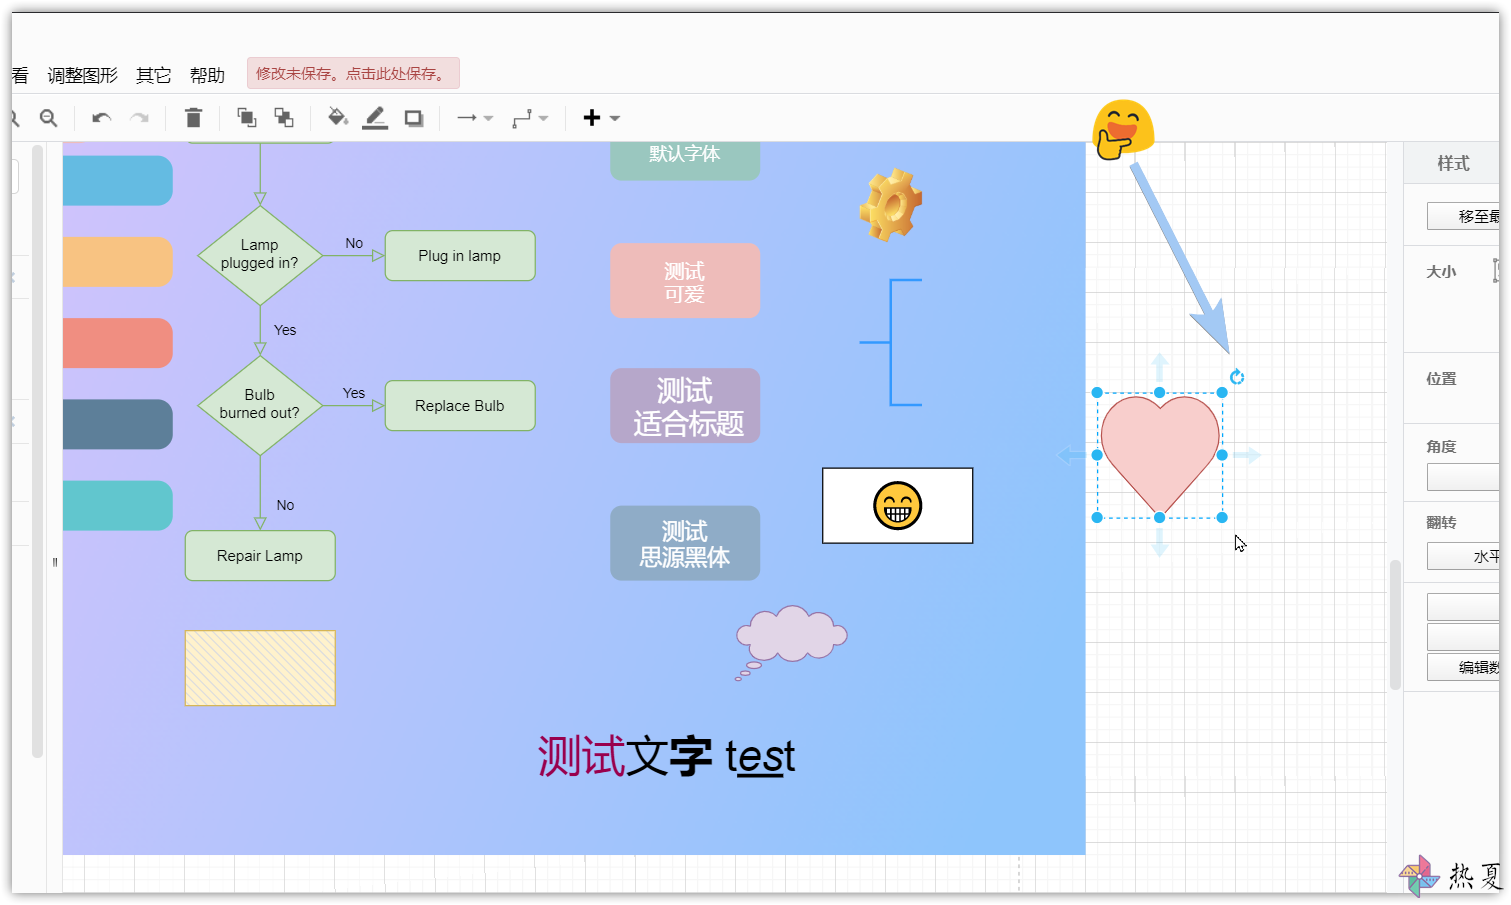 看 调整图形 其它 帮助 修改未保存。点击此处保存。
样式
移至最
大小
位置
角度
翻转
水平
编辑数
Lamp
plugged in?
No
Plug in lamp
Yes
Bulb
burned out?
Yes
Replace Bulb
No
Repair Lamp
默认字体
测试
可爱
测试
适合标题
测试
思源黑体
测试文字 test
热夏